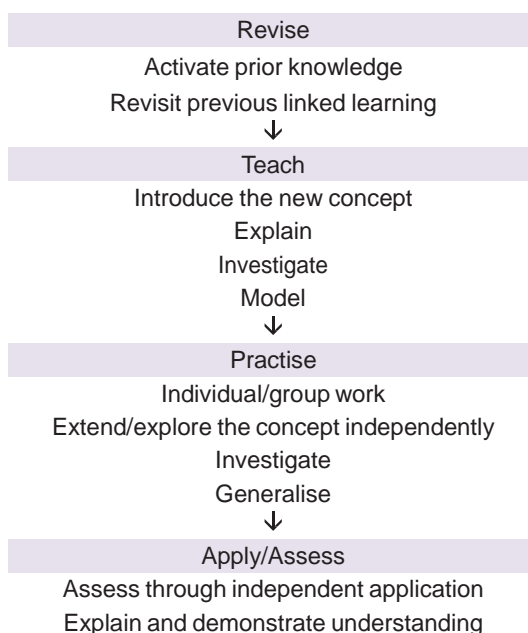 Revise
Activate prior knowledge
Revisit previous linked learning
↓
Teach
Introduce the new concept
Explain
Investigate
Model
↓
Practise
Individual/group work
Extend/explore the concept independently
Investigate
Generalise
↓
Apply/Assess
Assess through independent application
Explain and demonstrate understanding